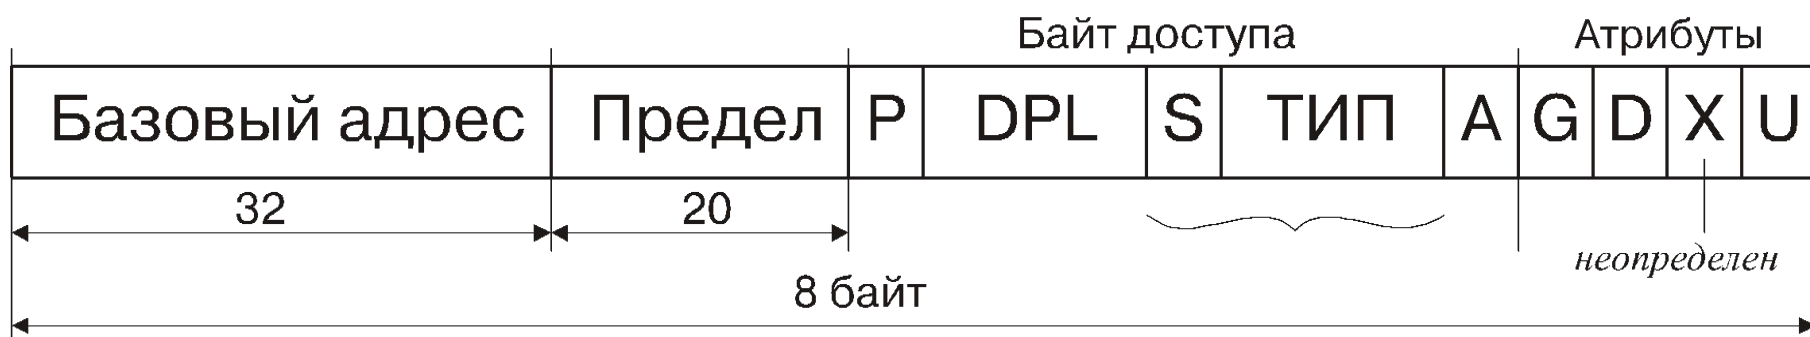 Байт доступа Атрибуты
Базовый адрес Предел P DPL S ТИП A G D X U
32 20
неопределен
8 байт